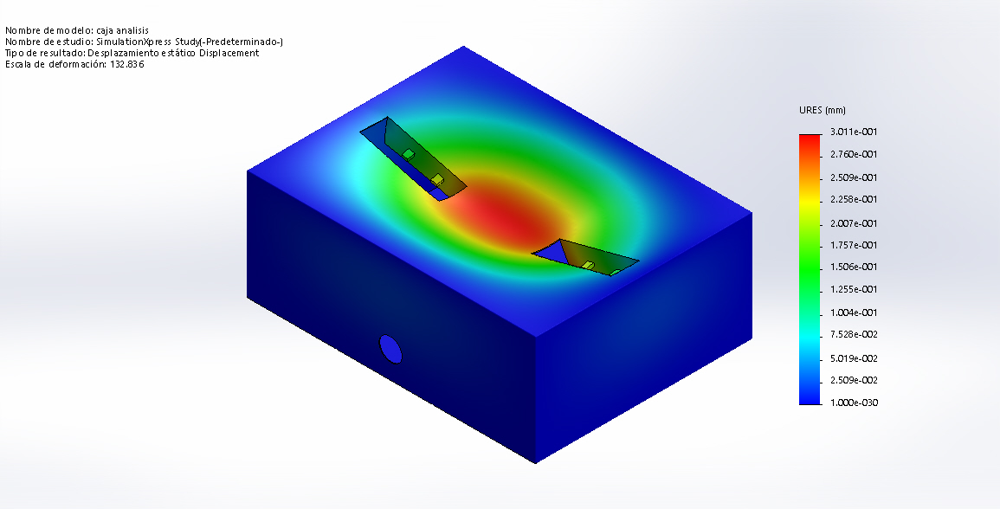 Nombre de modelo: caja analisis
Nombre de estudio: SimulationXpress Study(-Predeterminado-)
Tipo de resultado: Desplazamiento estático Displacement
Escala de deformación: 132.836
URES (mm)
3.011e-001
2.760e-001
2.509e-001
2.258e-001
2.007e-001
1.757e-001
1.506e-001
1.255e-001
1.004e-001
7.528e-002
5.019e-002
2.509e-002
1.000e-030